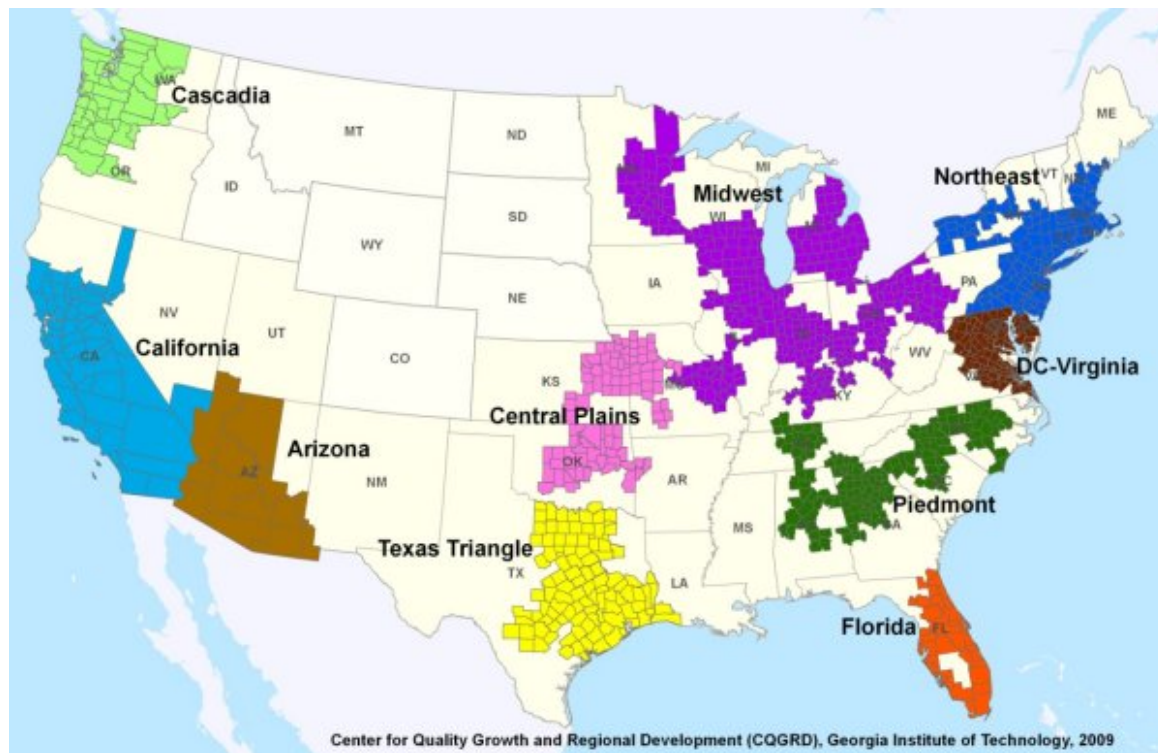 WA
Cascadia
OR
MT
ND
ME
ID
SD
WY
MI
Midwest
WI
Northeast
VT
NV
UT
CO
NE
IA
PA
CA
California
KS
WV
DC-Virginia
KY
Central Plains
Arizona
AZ
NM
OK
AR
MS
Piedmont
Texas Triangle
TX
LA
Florida
FL
Center for Quality Growth and Regional Development (CQGRD), Georgia Institute of Technology, 2009